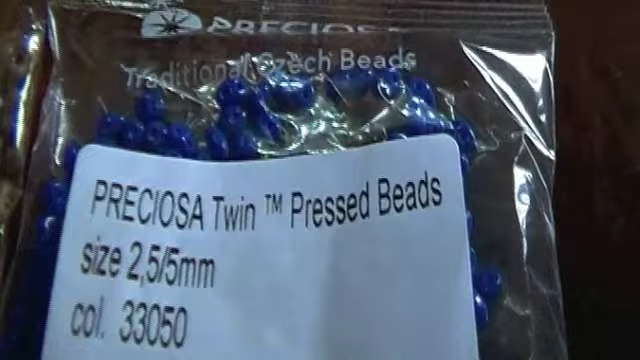 PRECIOSA
Traditional Czech Beads
PRECIOSA Twin ™ Pressed Beads
size 2,5/5mm
col. 33050